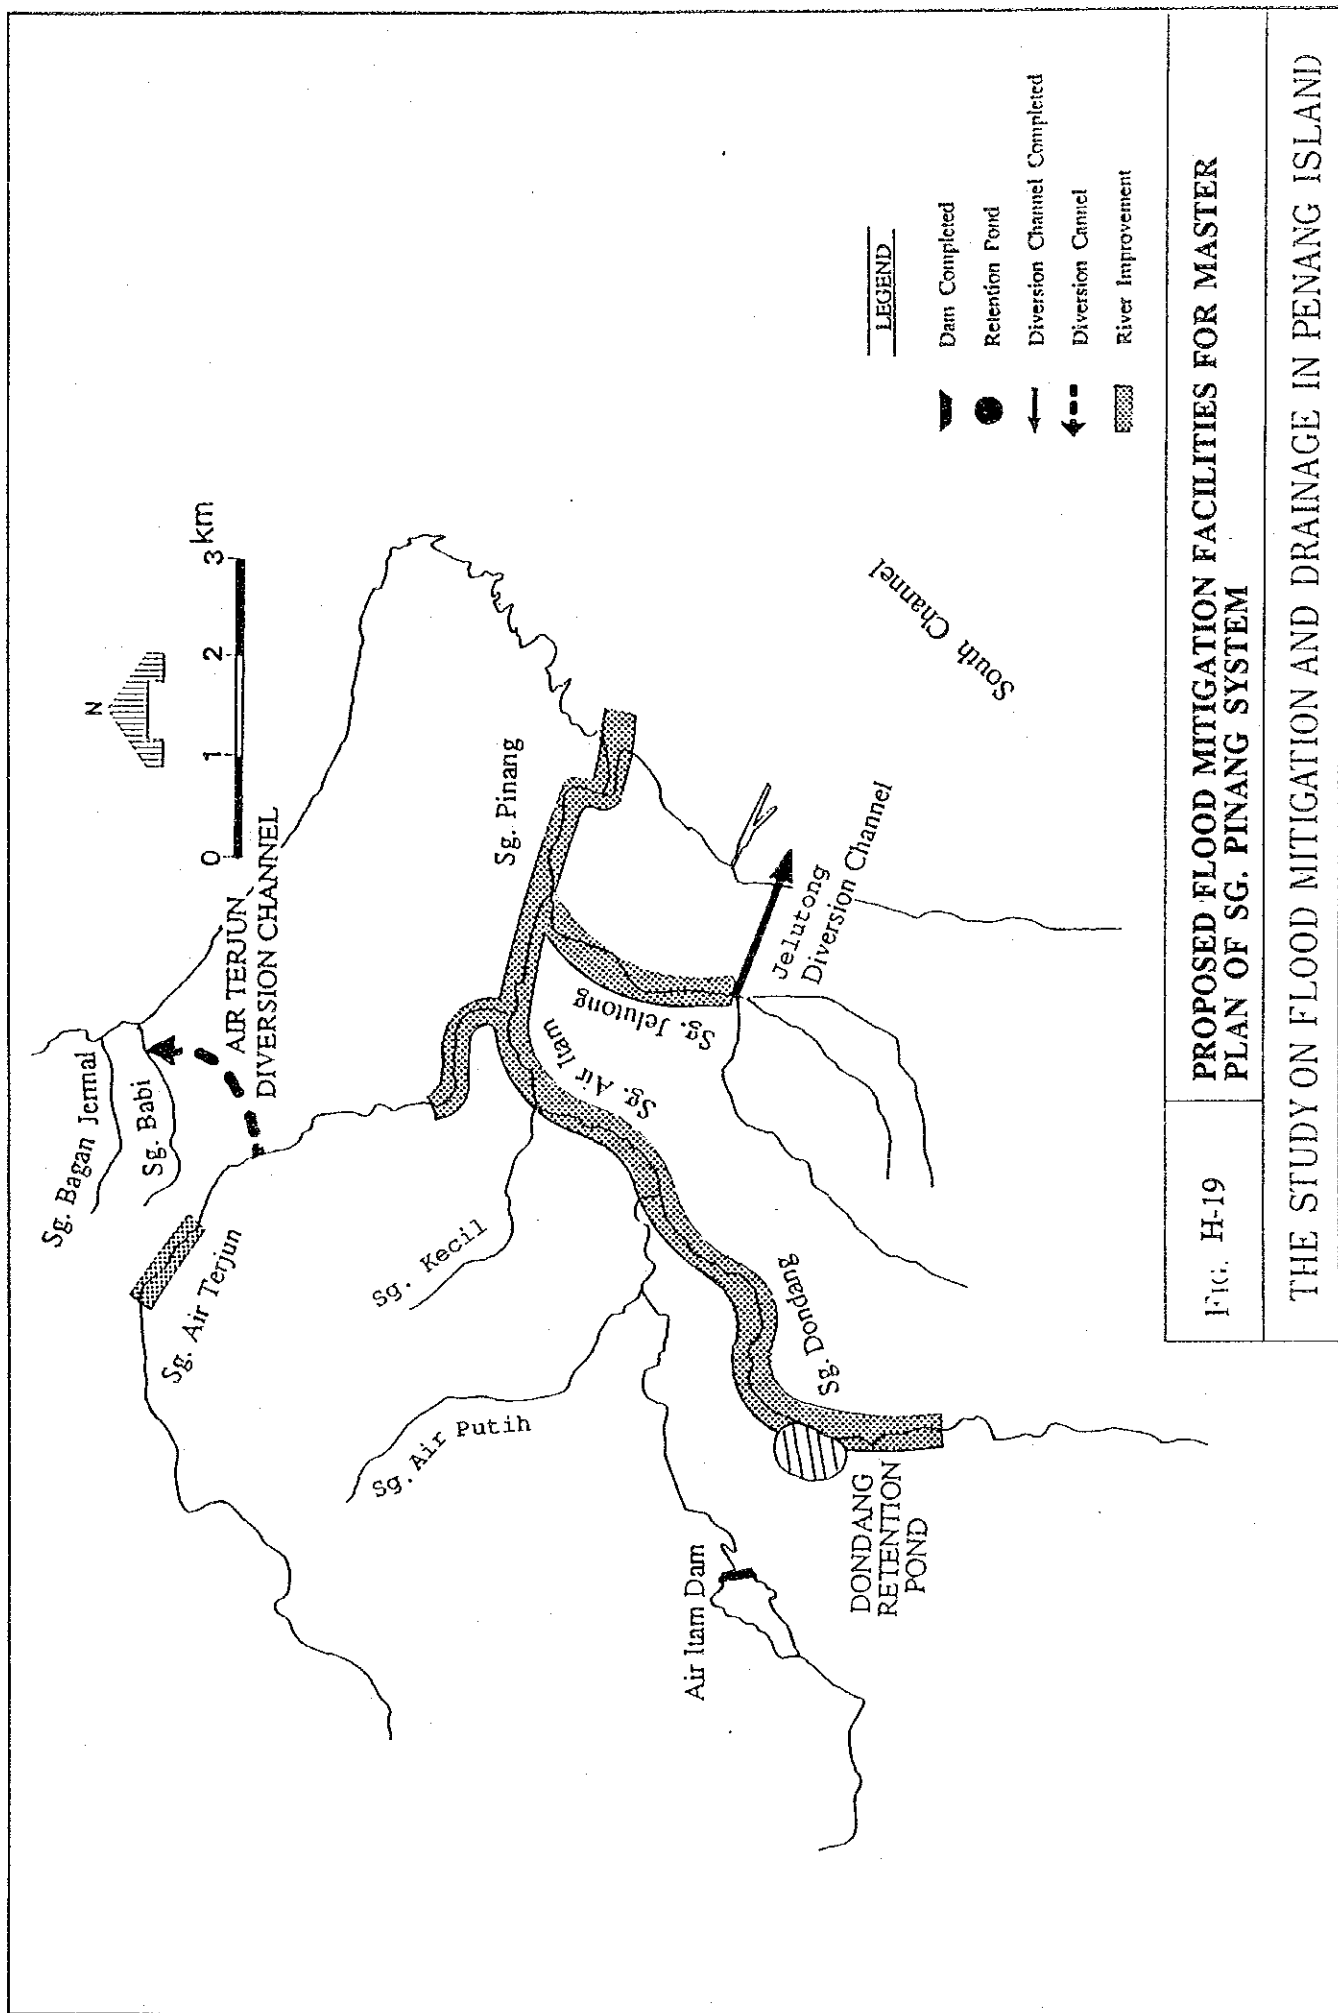 N
0 1 2 3 km
Sg. Bagan Jermal
Sg. Babi
AIR TERJUN
DIVERSION CHANNEL
Sg. Air Terjun
Sg. Pinang
Sg. Kecil
Sg. Air Itam
Sg. Jelutong
Sg. Air Putih
Jelutong
Diversion Channel
Sg. Dondang
Air Itam Dam
DONDANG
RETENTION
POND
South Channel
LEGEND
Dam Completed
Retention Pond
Diversion Channel Completed
Diversion Cannel
River Improvement
FIG. H-19
PROPOSED FLOOD MITIGATION FACILITIES FOR MASTER
PLAN OF SG. PINANG SYSTEM
THE STUDY ON FLOOD MITIGATION AND DRAINAGE IN PENANG ISLAND